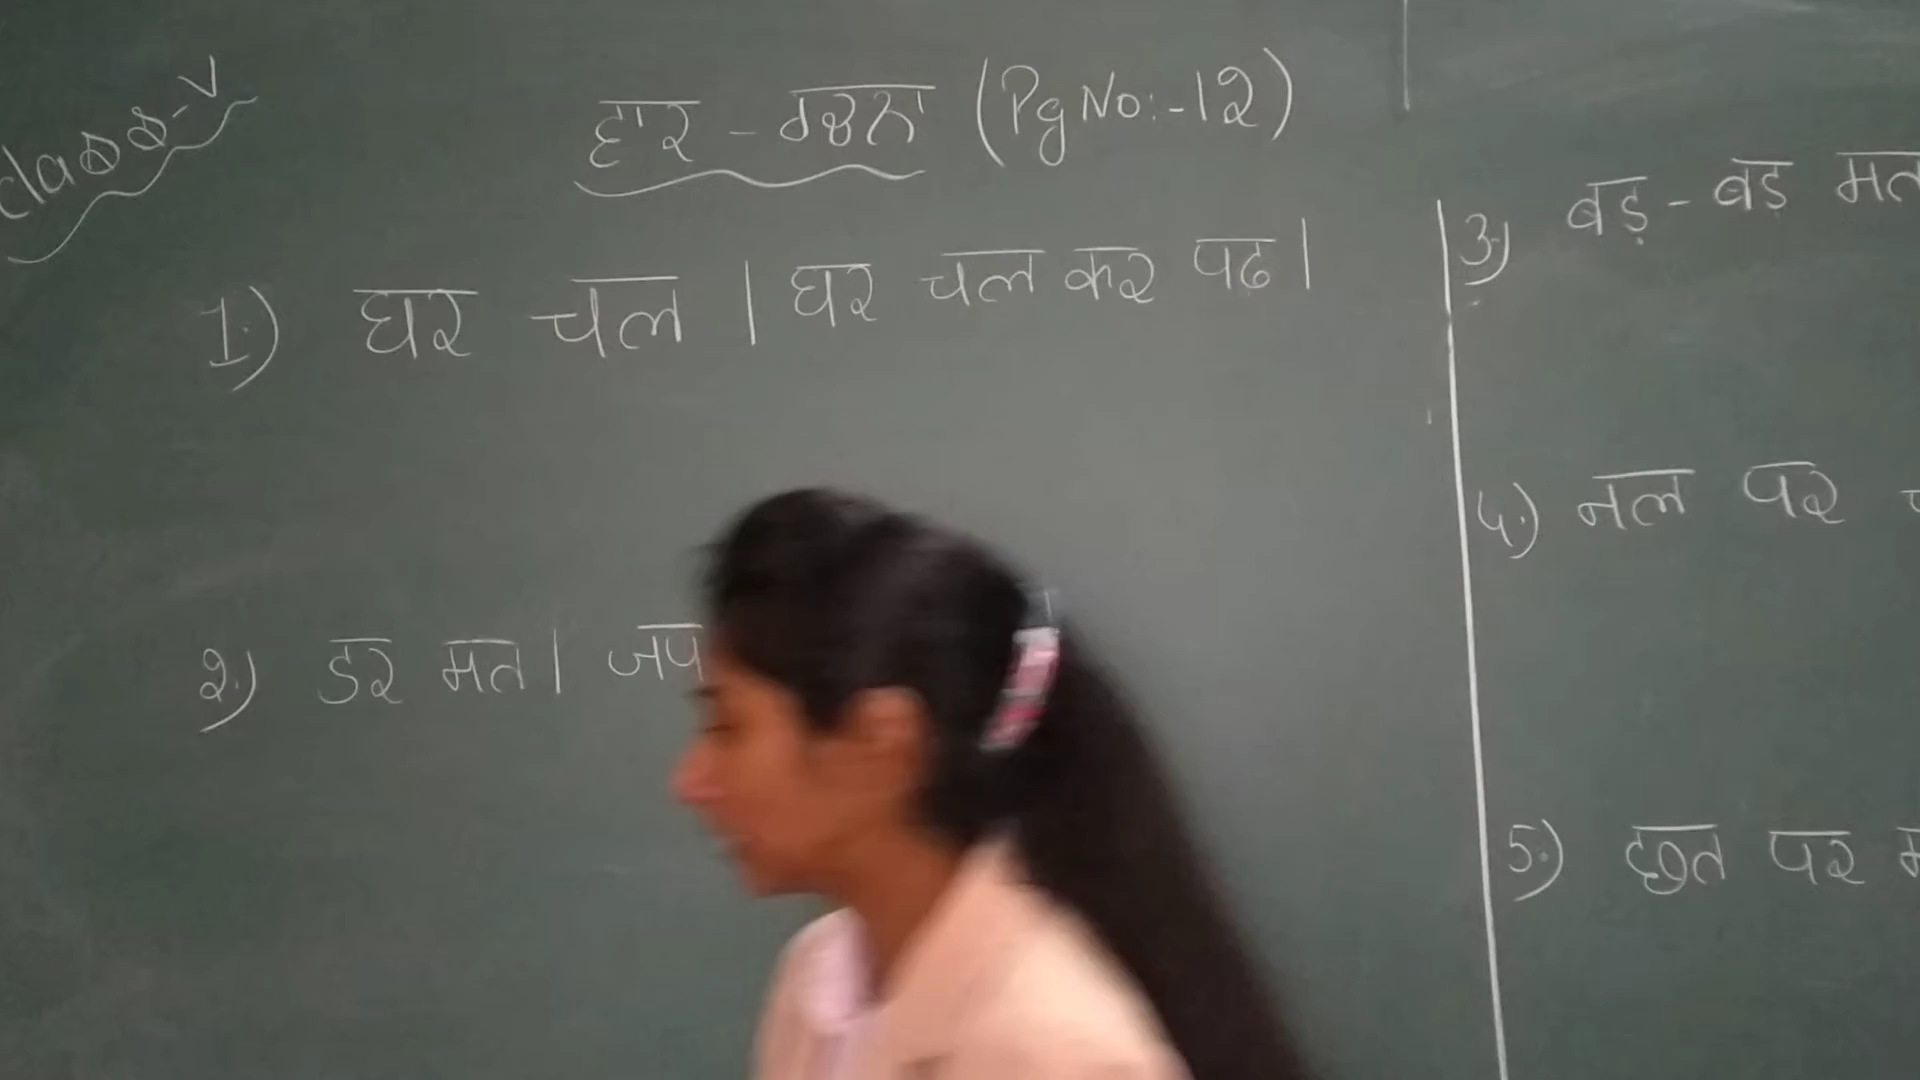 Class-V
(Pg No:-12)
1.) घर चल । घर चल कर पढ ।
2.) डर मत । जप
3.) बड़ - बड़ मत
4.) नल पर
5.) छत पर